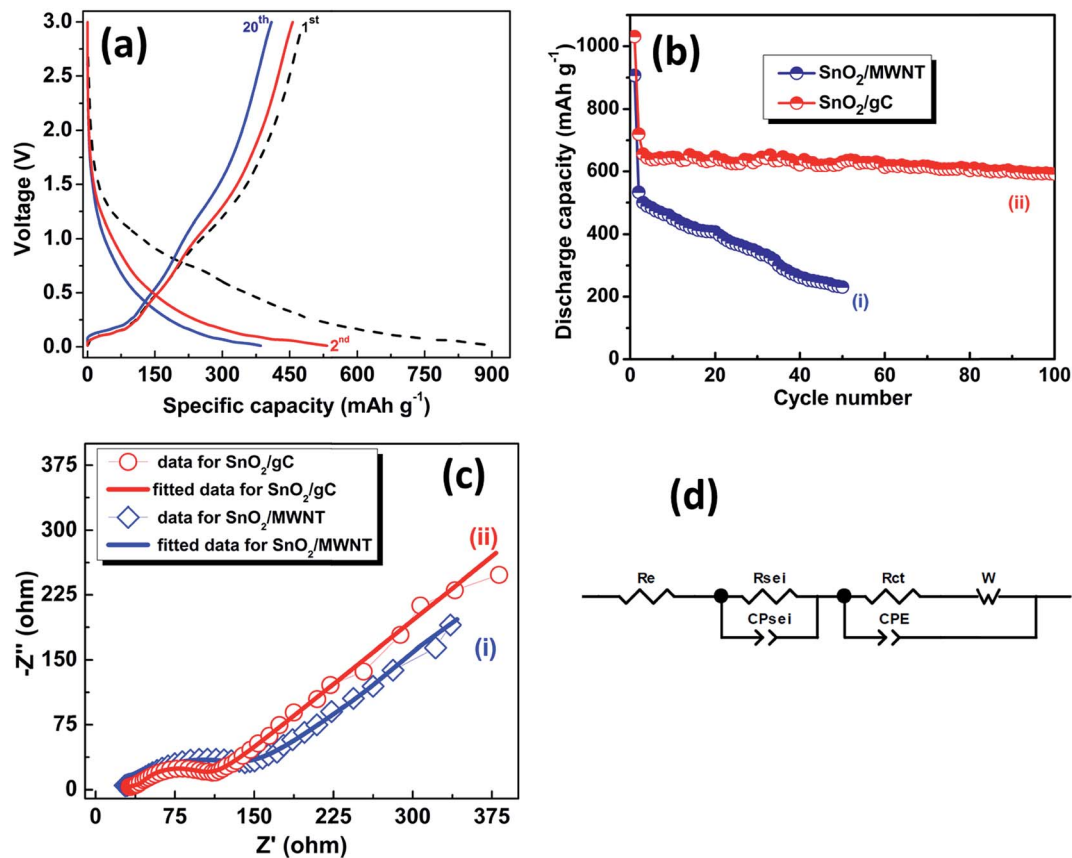 (a)
20th
1st
2nd
3.0
2.5
2.0
1.5
1.0
0.5
0.0
Voltage (V)
0 150 300 450 600 750 900
Specific capacity (mAh g-1)
(b)
SnO2/MWNT
SnO2/gC
1000
800
600
400
200
0
Discharge capacity (mAh g-1)
(ii)
(i)
0 20 40 60 80 100
Cycle number
(c)
data for SnO2/gC
fitted data for SnO2/gC
data for SnO2/MWNT
fitted data for SnO2/MWNT
375
300
225
150
75
0
-Z" (ohm)
(ii)
(i)
0 75 150 225 300 375
Z' (ohm)
(d)
Re Rsei Rct W
CPsei CPE